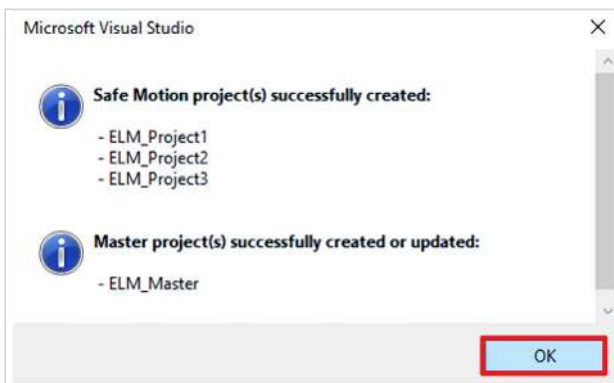 Microsoft Visual Studio
Safe Motion project(s) successfully created:
- ELM_Project1
- ELM_Project2
- ELM_Project3
Master project(s) successfully created or updated:
- ELM_Master
OK